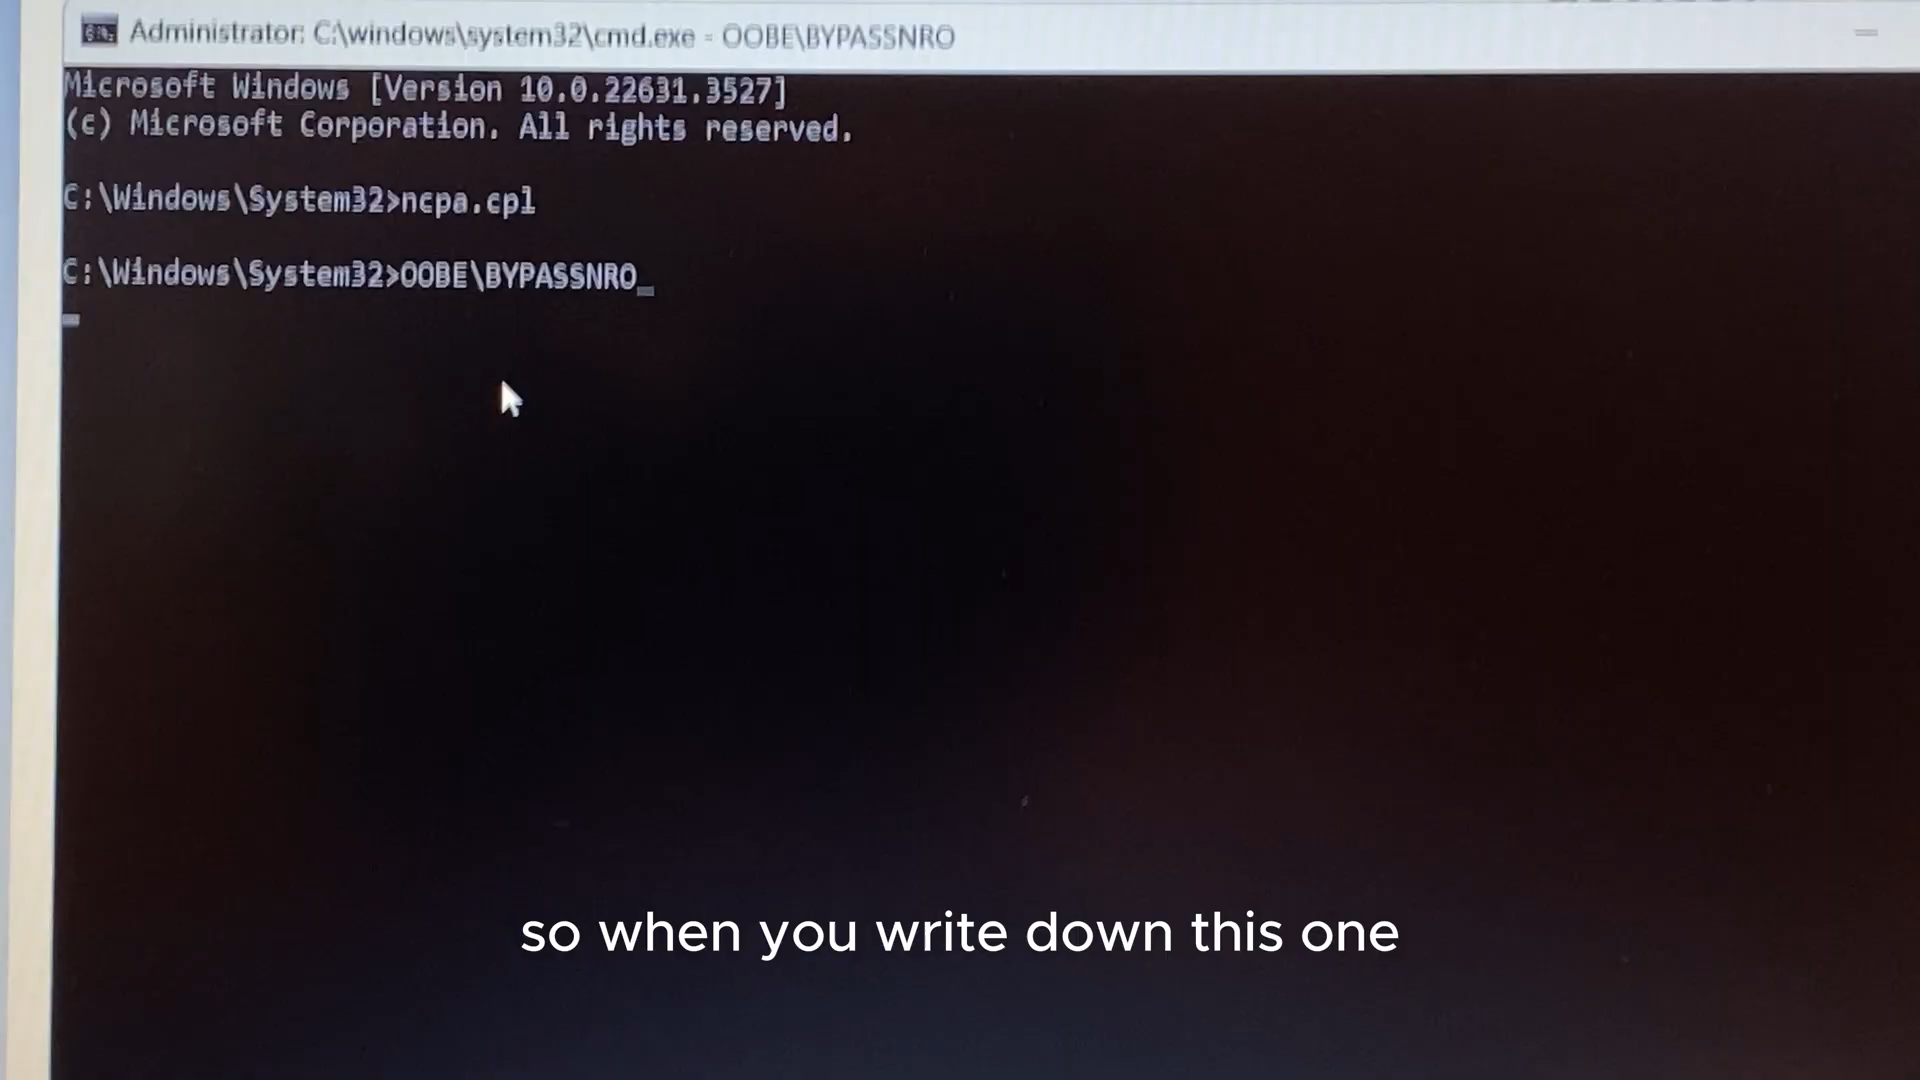 Administrator: C:\windows\system32\cmd.exe - OOBE\BYPASSNRO
Microsoft Windows [Version 10.0.22631.3527]
(c) Microsoft Corporation. All rights reserved.
C:\Windows\System32>ncpa.cpl
C:\Windows\System32>OOBE\BYPASSNRO_
so when you write down this one